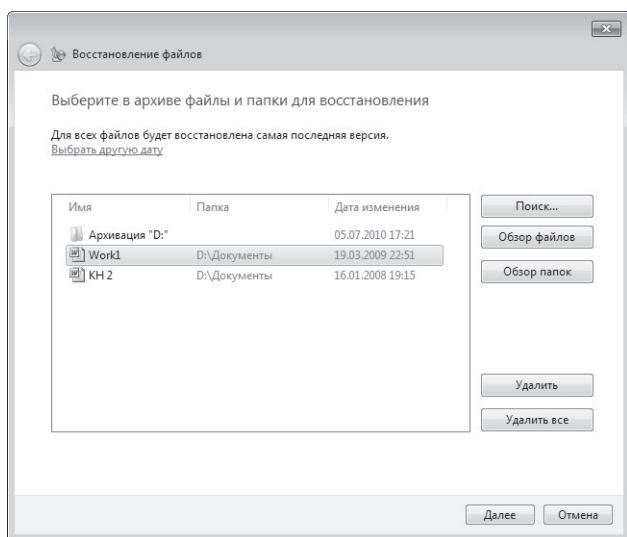 Восстановление файлов
Выберите в архиве файлы и папки для восстановления
Для всех файлов будет восстановлена самая последняя версия.
Выбрать другую дату
Имя Папка Дата изменения
Архивация "D:" 05.07.2010 17:21
Work1 D:\Документы 19.03.2009 22:51
КН 2 D:\Документы 16.01.2008 19:15
Поиск...
Обзор файлов
Обзор папок
Удалить
Удалить все
Далее Отмена